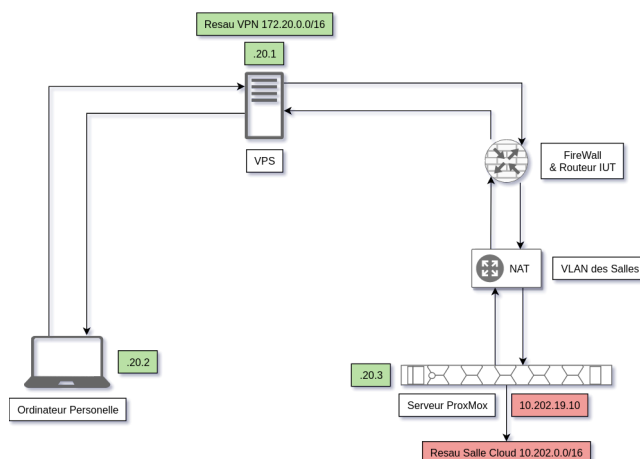 Resau VPN 172.20.0.0/16
.20.1
VPS
FireWall
& Routeur IUT
NAT
VLAN des Salles
.20.2
Ordinateur Personelle
.20.3
Serveur ProxMox
10.202.19.10
Resau Salle Cloud 10.202.0.0/16